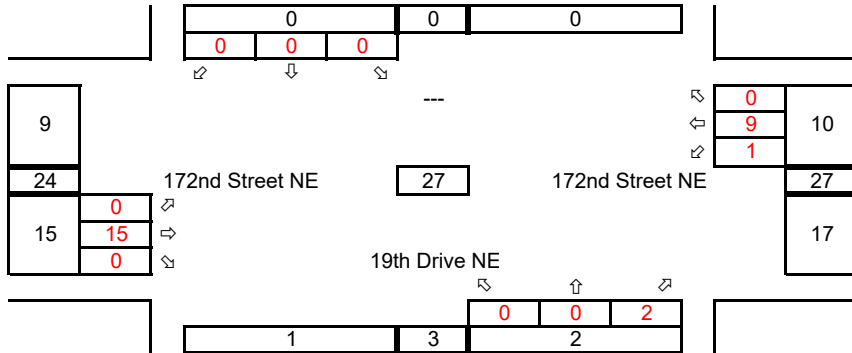 0 0 0
0 0 0
⬃ ⇩ ⬂
---
⬁ 0
9 ⇦ 9 10
⬃ 1
24 172nd Street NE 27 172nd Street NE 27
0 ⬀
15 15 ⇨ 17
0 ⬂ 19th Drive NE
⬁ ⇧ ⬀
0 0 2
1 3 2